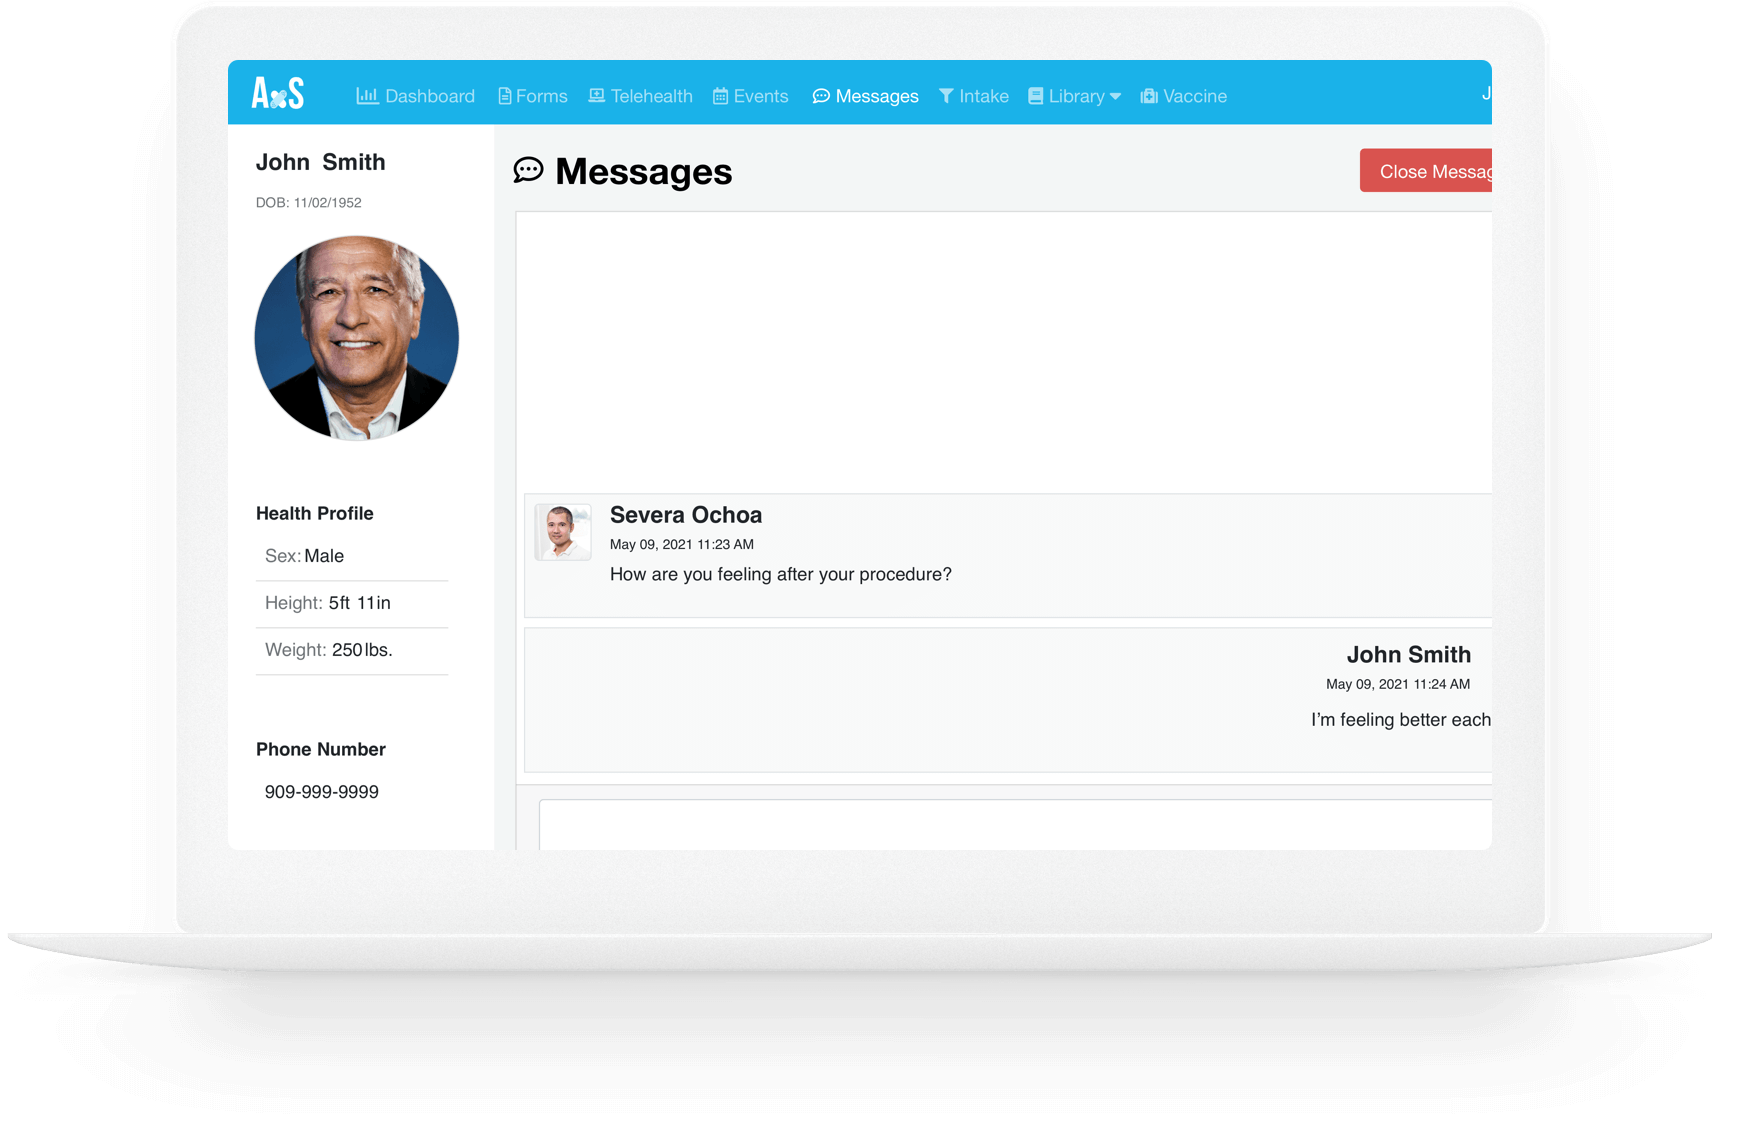 AxS Dashboard Forms Telehealth Events Messages Intake Library Vaccine J
John Smith
DOB: 11/02/1952
Health Profile
Sex: Male
Height: 5ft 11in
Weight: 250lbs.
Phone Number
909-999-9999
Messages
Close Messag
Severa Ochoa
May 09, 2021 11:23 AM
How are you feeling after your procedure?
John Smith
May 09, 2021 11:24 AM
I’m feeling better each